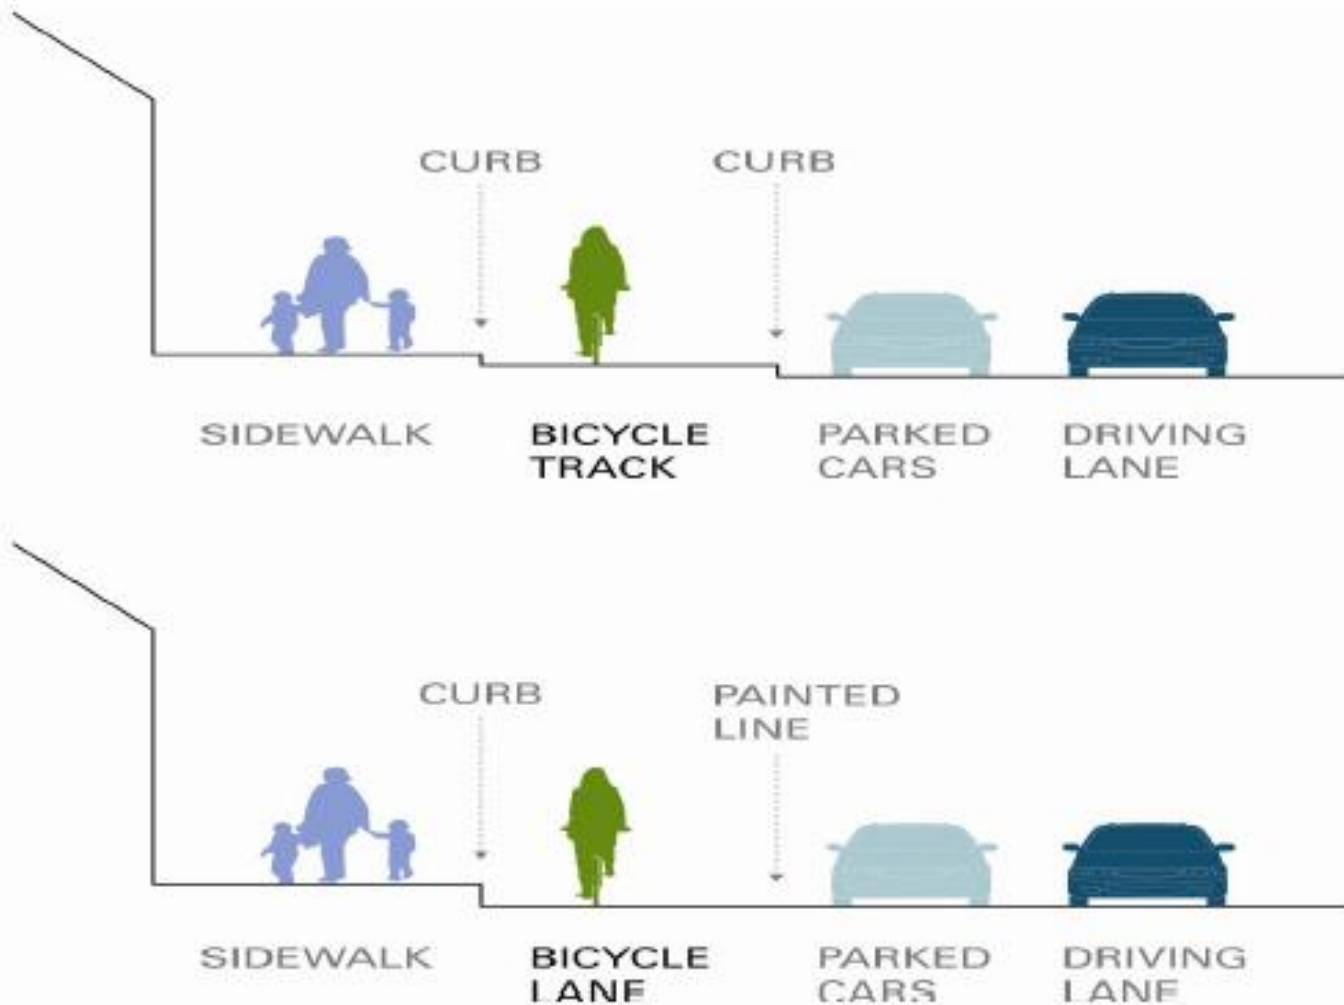 CURB CURB
SIDEWALK BICYCLE TRACK PARKED CARS DRIVING LANE
CURB PAINTED LINE
SIDEWALK BICYCLE LANE PARKED CARS DRIVING LANE